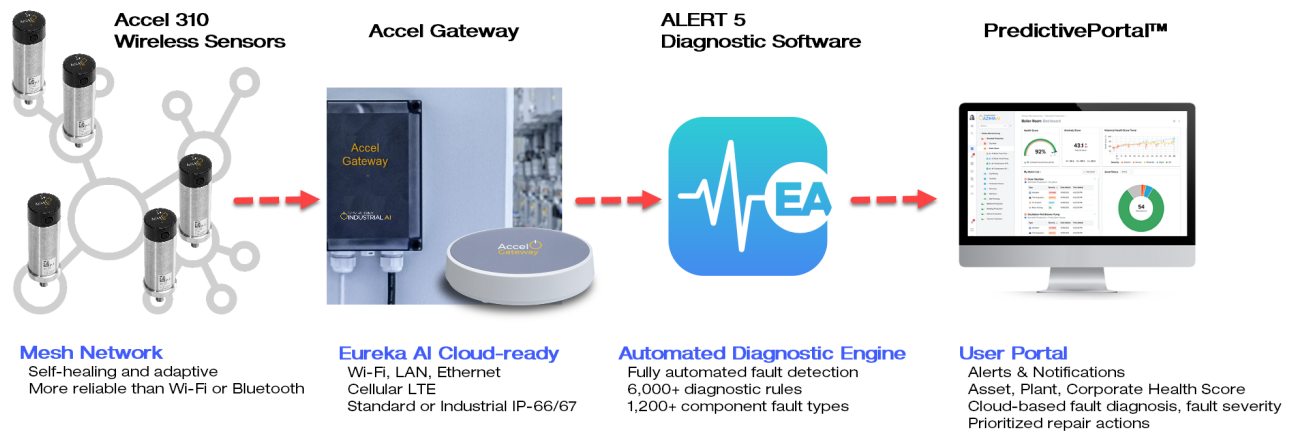 Accel 310
Wireless Sensors
Accel Gateway
ALERT 5
Diagnostic Software
PredictivePortal™
Accel
Gateway
INDUSTRIAL AI
Accel
Gateway
EA
92%
43.1
54
Mesh Network
Self-healing and adaptive
More reliable than Wi-Fi or Bluetooth
Eureka AI Cloud-ready
Wi-Fi, LAN, Ethernet
Cellular LTE
Standard or Industrial IP-66/67
Automated Diagnostic Engine
Fully automated fault detection
6,000+ diagnostic rules
1,200+ component fault types
User Portal
Alerts & Notifications
Asset, Plant, Corporate Health Score
Cloud-based fault diagnosis, fault severity
Prioritized repair actions